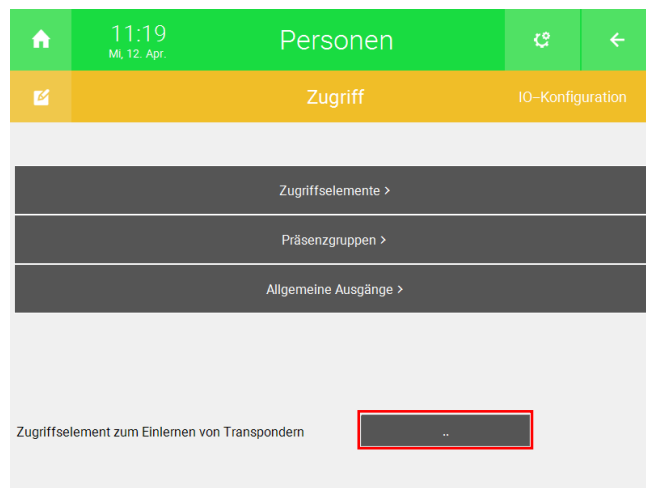 11:19
Mi, 12. Apr.
Personen
Zugriff
IO-Konfiguration
Zugriffselemente >
Präsenzgruppen >
Allgemeine Ausgänge >
Zugriffselement zum Einlernen von Transpondern
..